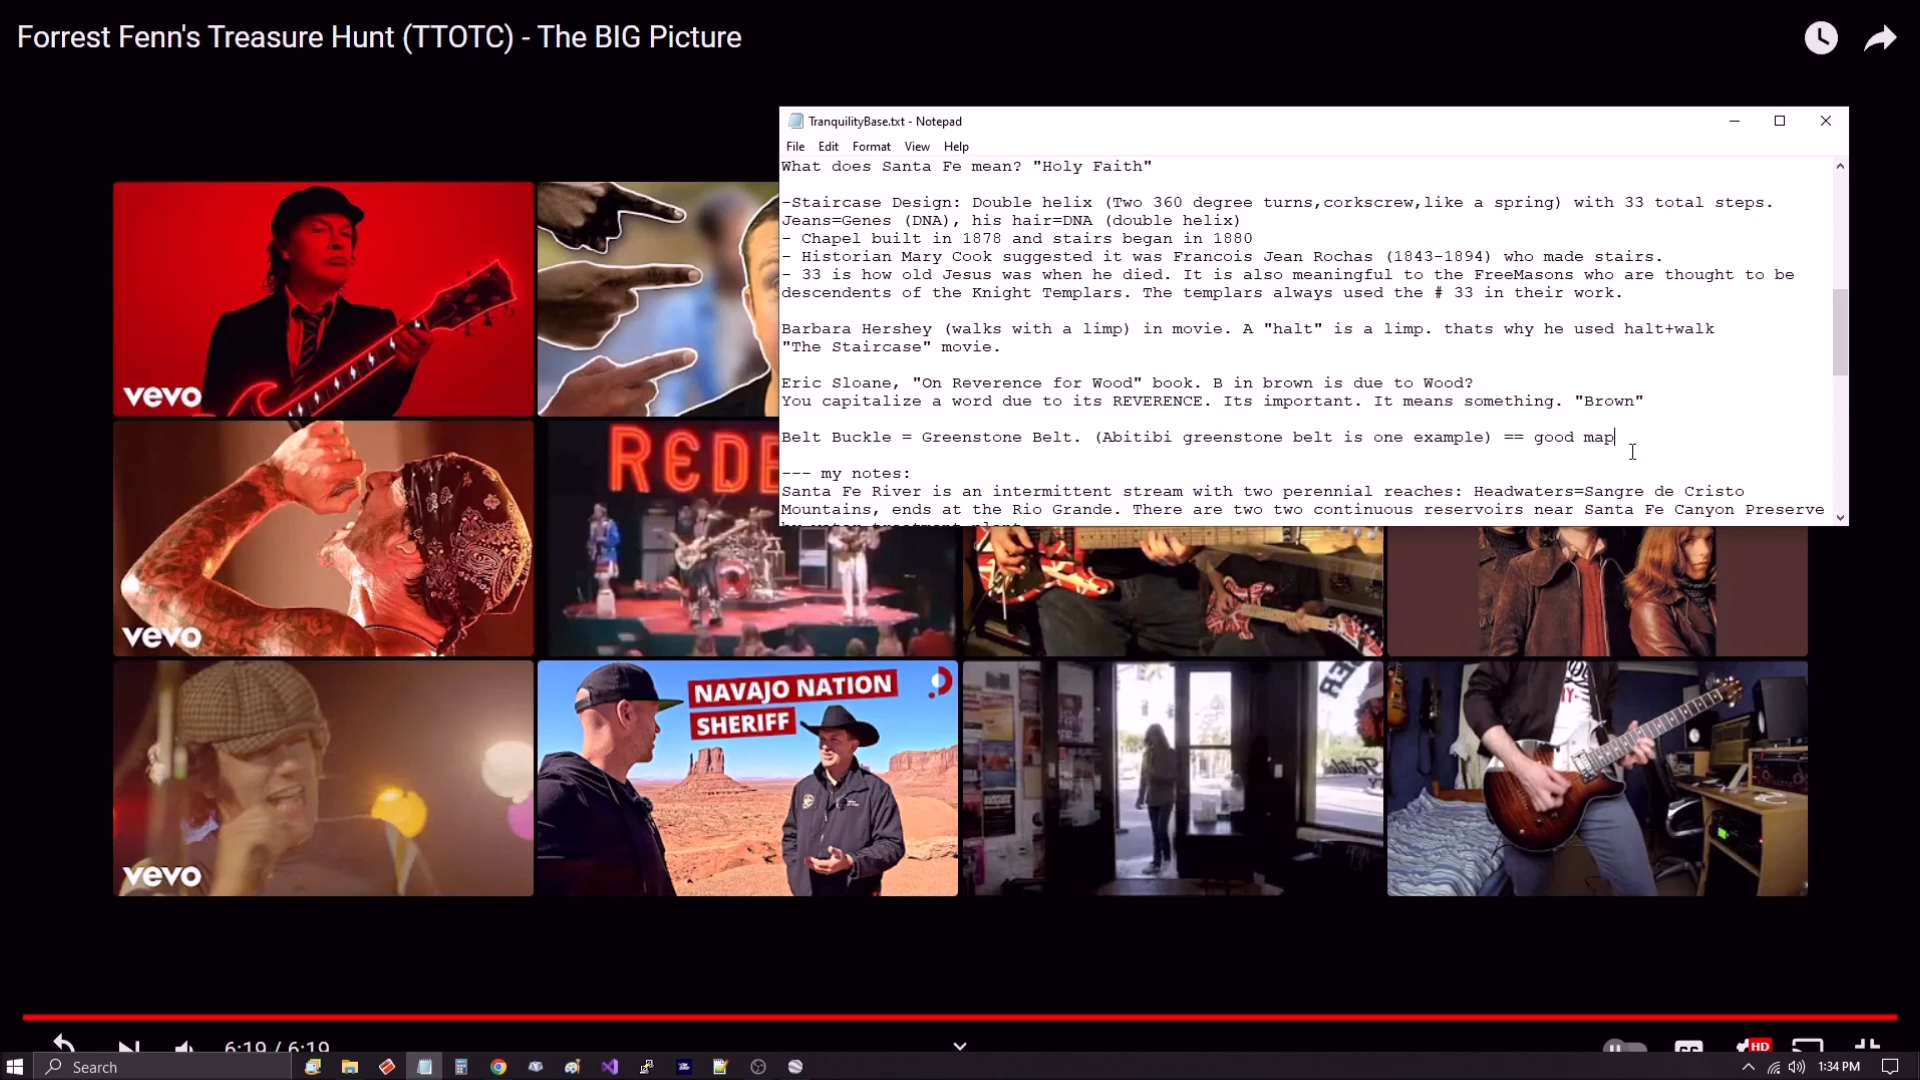 Forrest Fenn's Treasure Hunt (TTOTC) - The BIG Picture
TranquilityBase.txt - Notepad
File Edit Format View Help
What does Santa Fe mean? "Holy Faith"
-Staircase Design: Double helix (Two 360 degree turns,corkscrew,like a spring) with 33 total steps.
Jeans=Genes (DNA), his hair=DNA (double helix)
- Chapel built in 1878 and stairs began in 1880
- Historian Mary Cook suggested it was Francois Jean Rochas (1843-1894) who made stairs.
- 33 is how old Jesus was when he died. It is also meaningful to the FreeMasons who are thought to be
descendents of the Knight Templars. The templars always used the # 33 in their work.
Barbara Hershey (walks with a limp) in movie. A "halt" is a limp. thats why he used halt+walk
"The Staircase" movie.
Eric Sloane, "On Reverence for Wood" book. B in brown is due to Wood?
You capitalize a word due to its REVERENCE. Its important. It means something. "Brown"
Belt Buckle = Greenstone Belt. (Abitibi greenstone belt is one example) == good map
--- my notes:
Santa Fe River is an intermittent stream with two perennial reaches: Headwaters=Sangre de Cristo
Mountains, ends at the Rio Grande. There are two two continuous reservoirs near Santa Fe Canyon Preserve
by water treatment plant
vevo
REDE
vevo
vevo
NAVAJO NATION
SHERIFF
6:19 / 6:19
CC
HD
Search
1:34 PM